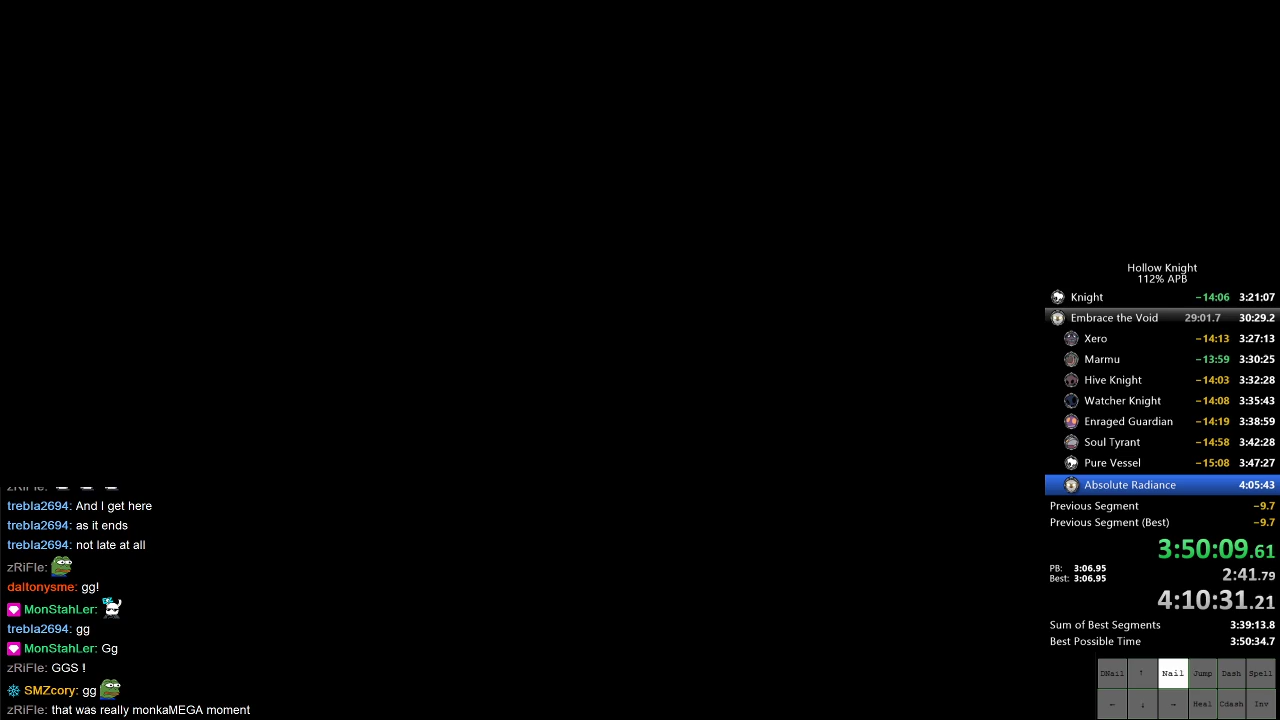 Hollow Knight
112% APB
Knight −14:06 3:21:07
Embrace the Void 29:01.7 30:29.2
Xero −14:13 3:27:13
Marmu −13:59 3:30:25
Hive Knight −14:03 3:32:28
Watcher Knight −14:08 3:35:43
Enraged Guardian −14:19 3:38:59
Soul Tyrant −14:58 3:42:28
Pure Vessel −15:08 3:47:27
Absolute Radiance 4:05:43
Previous Segment −9.7
Previous Segment (Best) −9.7
3:50:09.61
PB: 3:06.95
Best: 3:06.95
2:41.79
4:10:31.21
Sum of Best Segments 3:39:13.8
Best Possible Time 3:50:34.7
DNail ↑ Nail Jump Dash Spell
← ↓ → Heal Cdash Inv
zRiFle:
trebla2694: And I get here
trebla2694: as it ends
trebla2694: not late at all
zRiFle:
daltonysme: gg!
MonStahLer:
trebla2694: gg
MonStahLer: Gg
zRiFle: GGS !
SMZcory: gg
zRiFle: that was really monkaMEGA moment